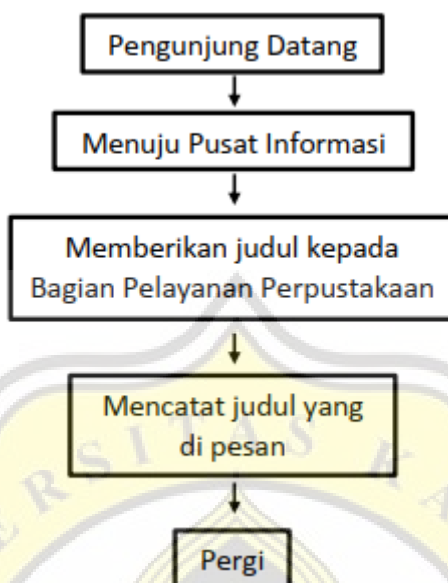 Pengunjung Datang
Menuju Pusat Informasi
Memberikan judul kepada
Bagian Pelayanan Perpustakaan
Mencatat judul yang
di pesan
Pergi
E R S I T A S K A